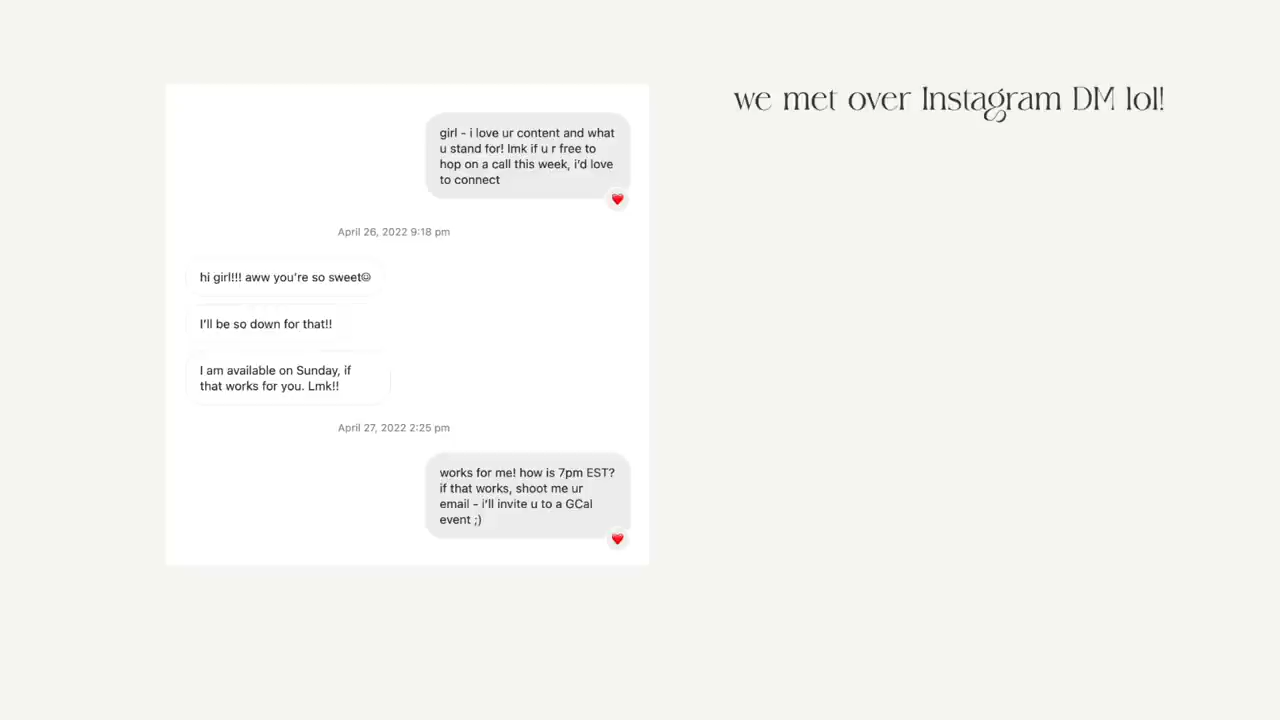 we met over Instagram DM lol!
girl - i love ur content and what
u stand for! lmk if u r free to
hop on a call this week, i'd love
to connect
April 26, 2022 9:18 pm
hi girl!!! aww you're so sweet☺
I'll be so down for that!!
I am available on Sunday, if
that works for you. Lmk!!
April 27, 2022 2:25 pm
works for me! how is 7pm EST?
if that works, shoot me ur
email - i'll invite u to a GCal
event ;)